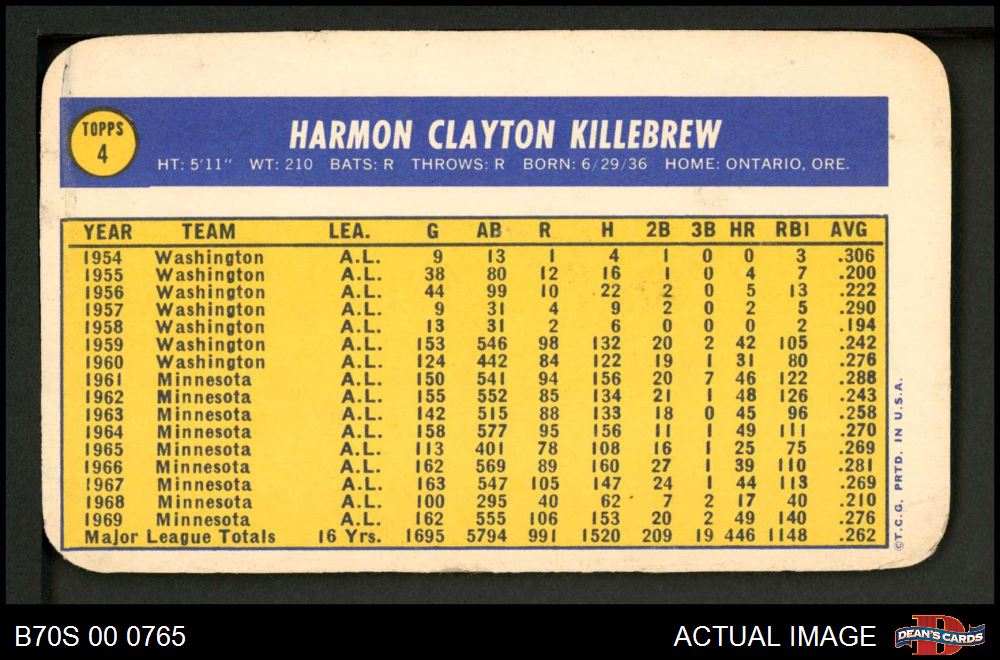 TOPPS
4
HARMON CLAYTON KILLEBREW
HT: 5'11" WT: 210 BATS: R THROWS: R BORN: 6/29/36 HOME: ONTARIO, ORE.
YEAR TEAM LEA. G AB R H 2B 3B HR RBI AVG
1954 Washington A.L. 9 13 1 4 1 0 0 3 .306
1955 Washington A.L. 38 80 12 16 1 0 4 7 .200
1956 Washington A.L. 44 99 10 22 2 0 5 13 .222
1957 Washington A.L. 9 31 4 9 2 0 2 5 .290
1958 Washington A.L. 13 31 2 6 0 0 0 2 .194
1959 Washington A.L. 153 546 98 132 20 2 42 105 .242
1960 Washington A.L. 124 442 84 122 19 1 31 80 .276
1961 Minnesota A.L. 150 541 94 156 20 7 46 122 .288
1962 Minnesota A.L. 155 552 85 134 21 1 48 126 .243
1963 Minnesota A.L. 142 515 88 133 18 0 45 96 .258
1964 Minnesota A.L. 158 577 95 156 11 1 49 111 .270
1965 Minnesota A.L. 113 401 78 108 16 1 25 75 .269
1966 Minnesota A.L. 162 569 89 160 27 1 39 110 .281
1967 Minnesota A.L. 163 547 105 147 24 1 44 113 .269
1968 Minnesota A.L. 100 295 40 62 7 2 17 40 .210
1969 Minnesota A.L. 162 555 106 153 20 2 49 140 .276
Major League Totals 16 Yrs. 1695 5794 991 1520 209 19 446 1148 .262
©T.C.G. PRTD. IN U.S.A.
B70S 00 0765
ACTUAL IMAGE
DEAN'S CARDS